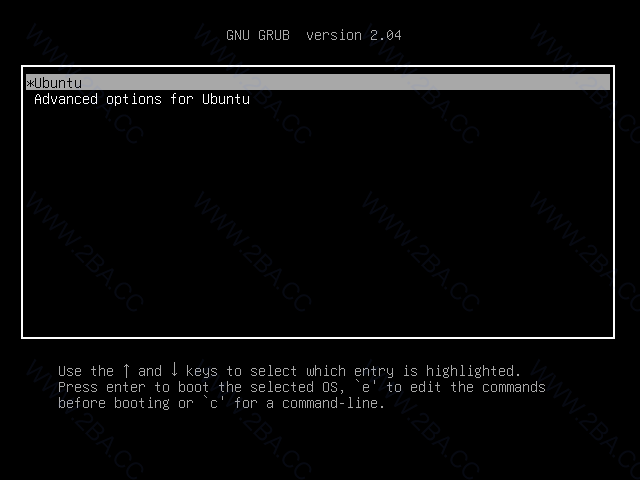 GNU GRUB  version 2.04
*Ubuntu
Advanced options for Ubuntu
Use the ↑ and ↓ keys to select which entry is highlighted.
Press enter to boot the selected OS, `e' to edit the commands
before booting or `c' for a command-line.
WWW.2BA.CC